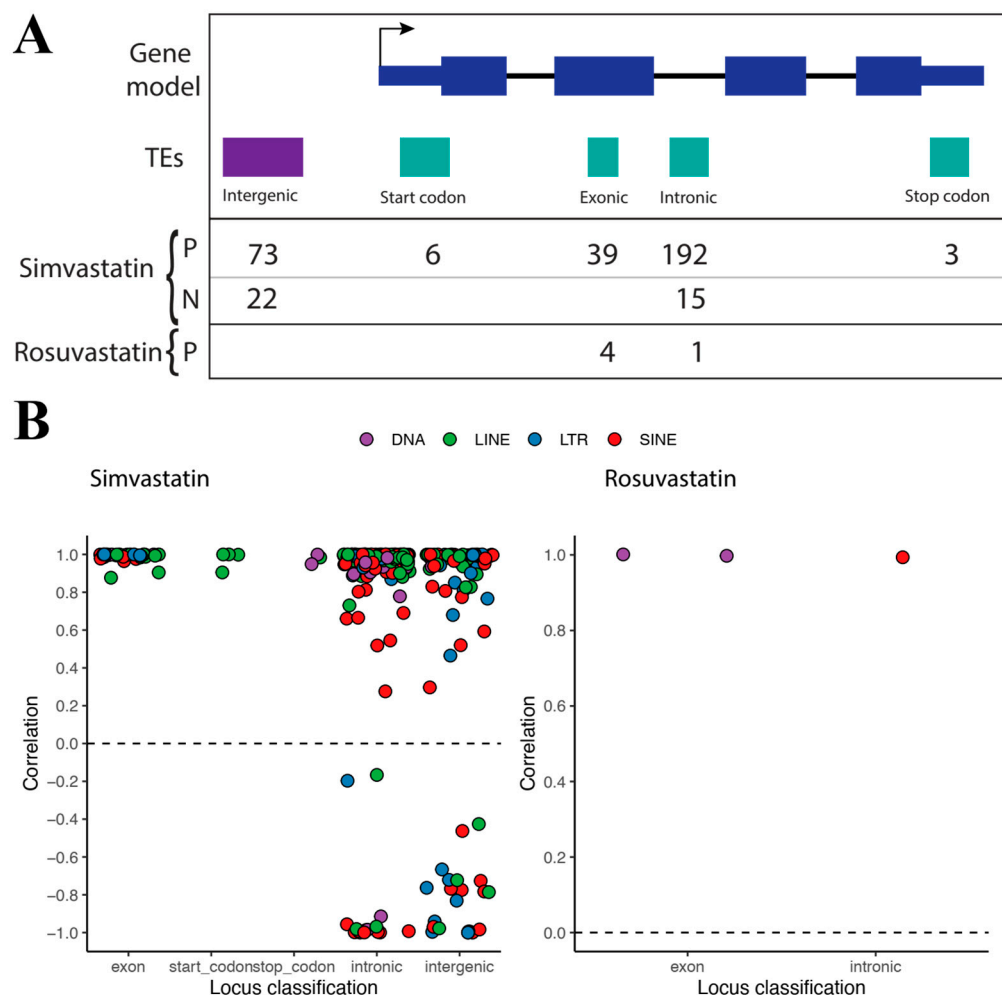 A
Gene
model
TEs
Intergenic
Start codon
Exonic
Intronic
Stop codon
Simvastatin { P 73 6 39 192 3
N 22 15
Rosuvastatin { P 4 1
B
DNA LINE LTR SINE
Simvastatin
Correlation
1.0
0.8
0.6
0.4
0.2
0.0
−0.2
−0.4
−0.6
−0.8
−1.0
exon start_codon stop_codon intronic intergenic
Locus classification
Rosuvastatin
Correlation
1.0
0.8
0.6
0.4
0.2
0.0
exon intronic
Locus classification